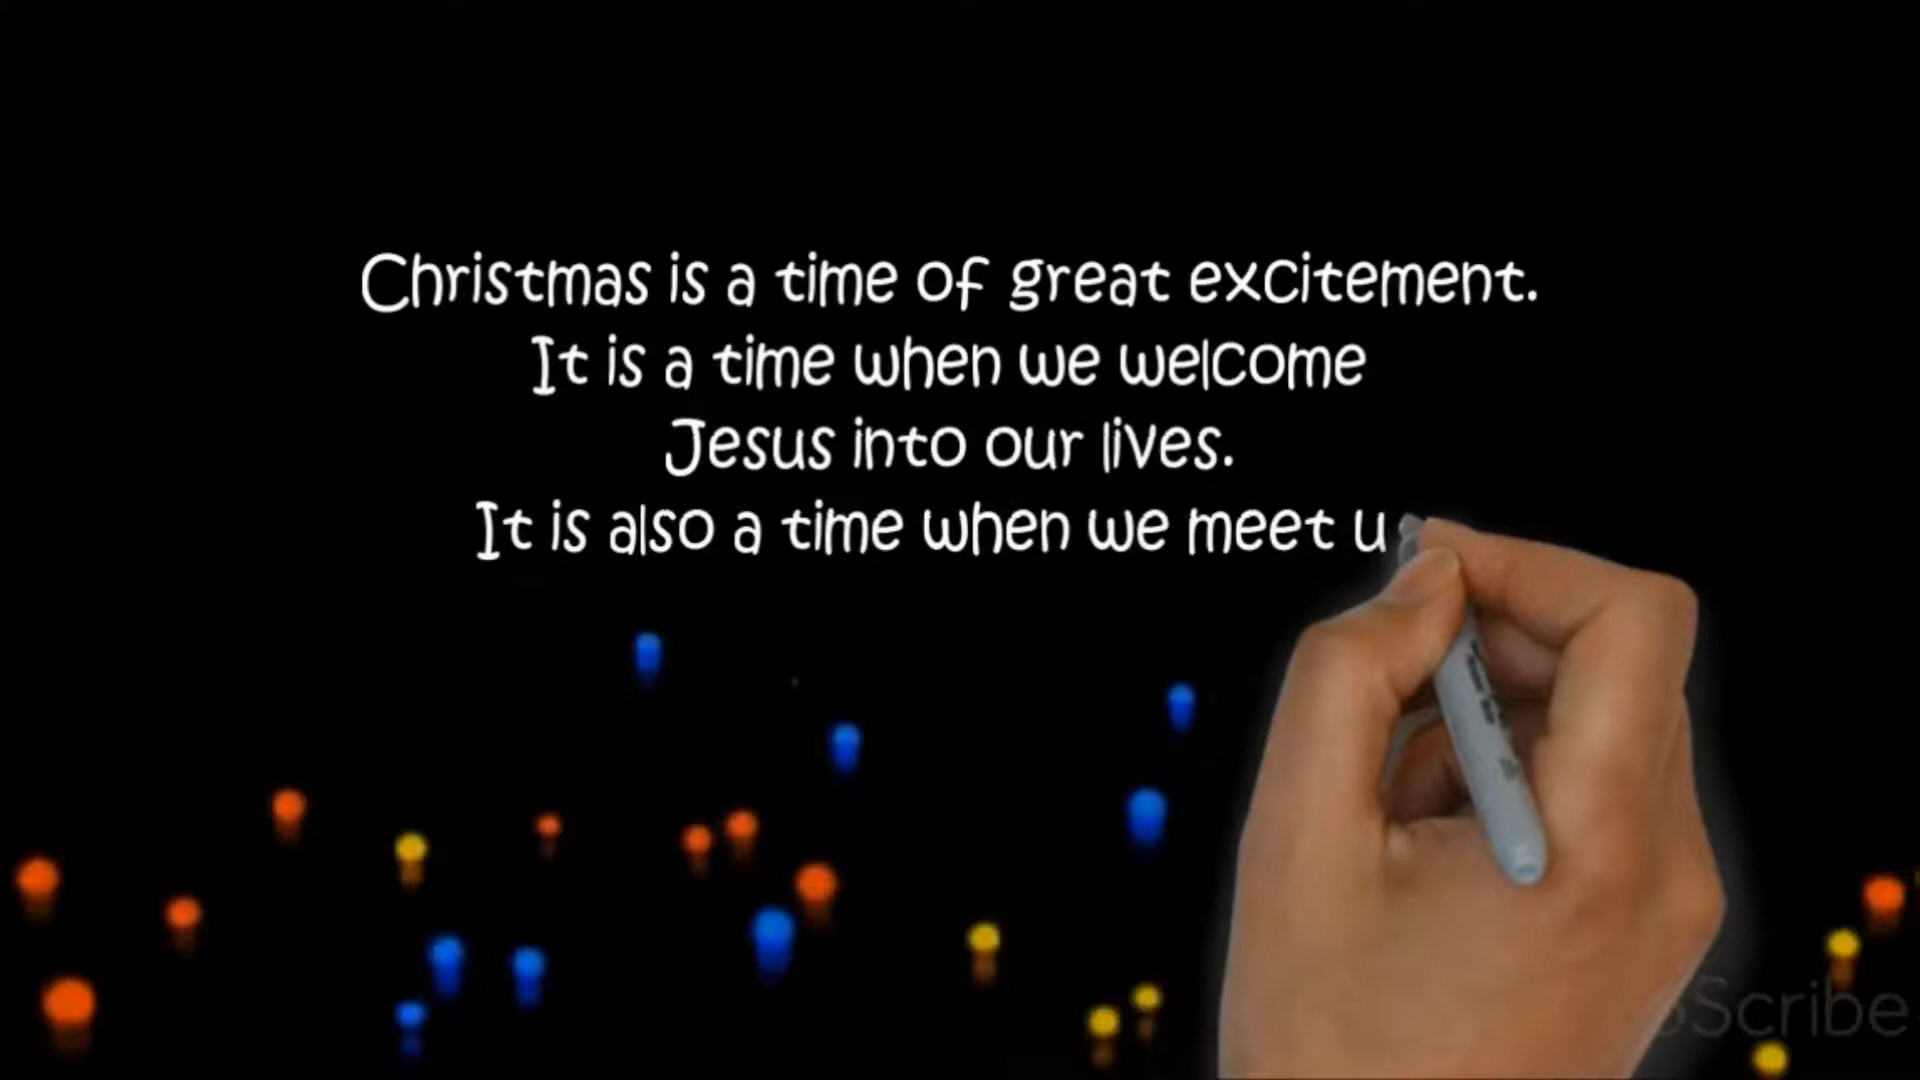 Christmas is a time of great excitement.
It is a time when we welcome
Jesus into our lives.
It is also a time when we meet u
Scribe